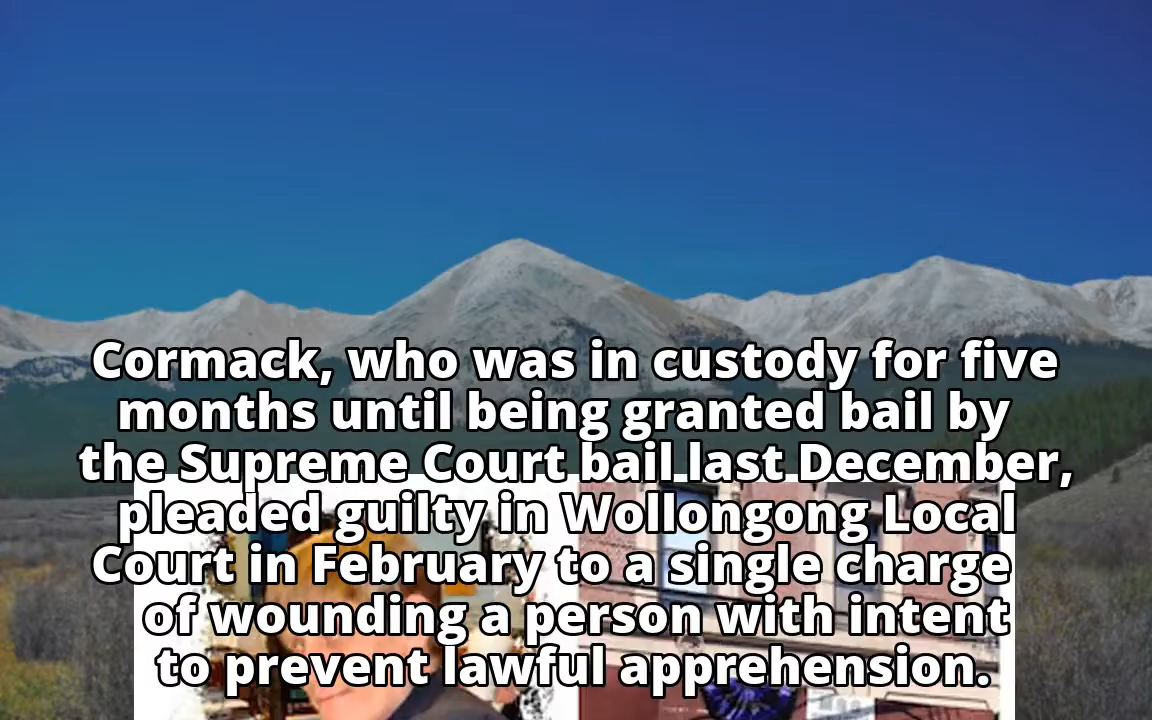 Cormack, who was in custody for five
months until being granted bail by
the Supreme Court bail last December,
pleaded guilty in Wollongong Local
Court in February to a single charge
of wounding a person with intent
to prevent lawful apprehension.